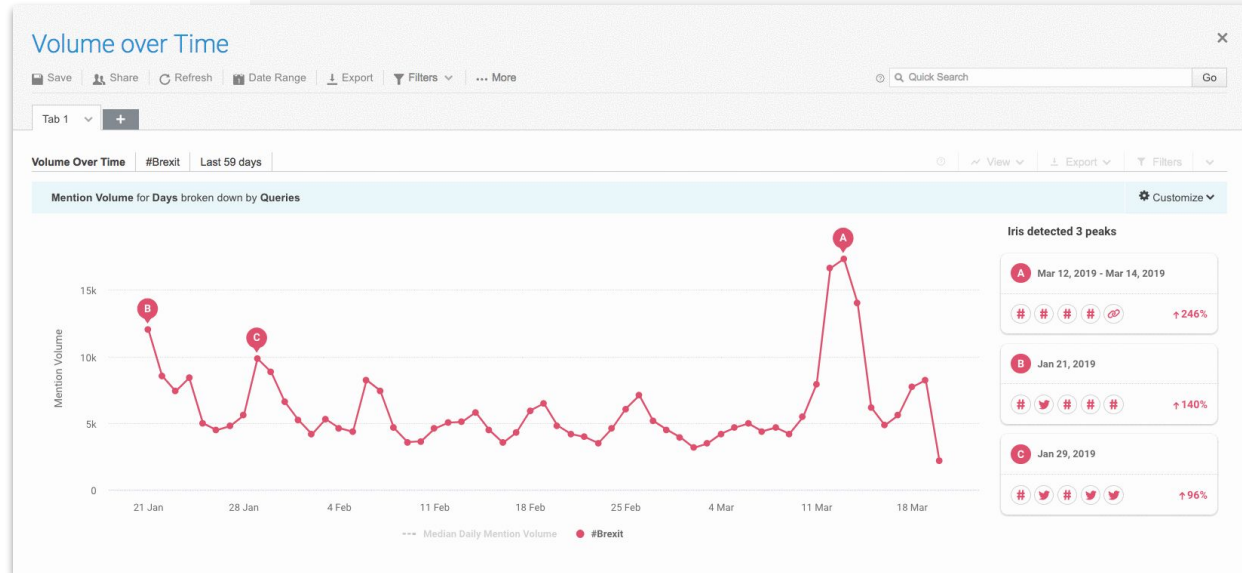 Volume over Time
Save Share Refresh Date Range Export Filters ... More
Quick Search Go
Tab 1 +
Volume Over Time #Brexit Last 59 days
View Export Filters
Mention Volume for Days broken down by Queries
Customize
Iris detected 3 peaks
A Mar 12, 2019 - Mar 14, 2019
# # # # ↑246%
B Jan 21, 2019
# # # # ↑140%
C Jan 29, 2019
# # ↑96%
A
B
C
Mention Volume
15k
10k
5k
0
21 Jan 28 Jan 4 Feb 11 Feb 18 Feb 25 Feb 4 Mar 11 Mar 18 Mar
Median Daily Mention Volume #Brexit